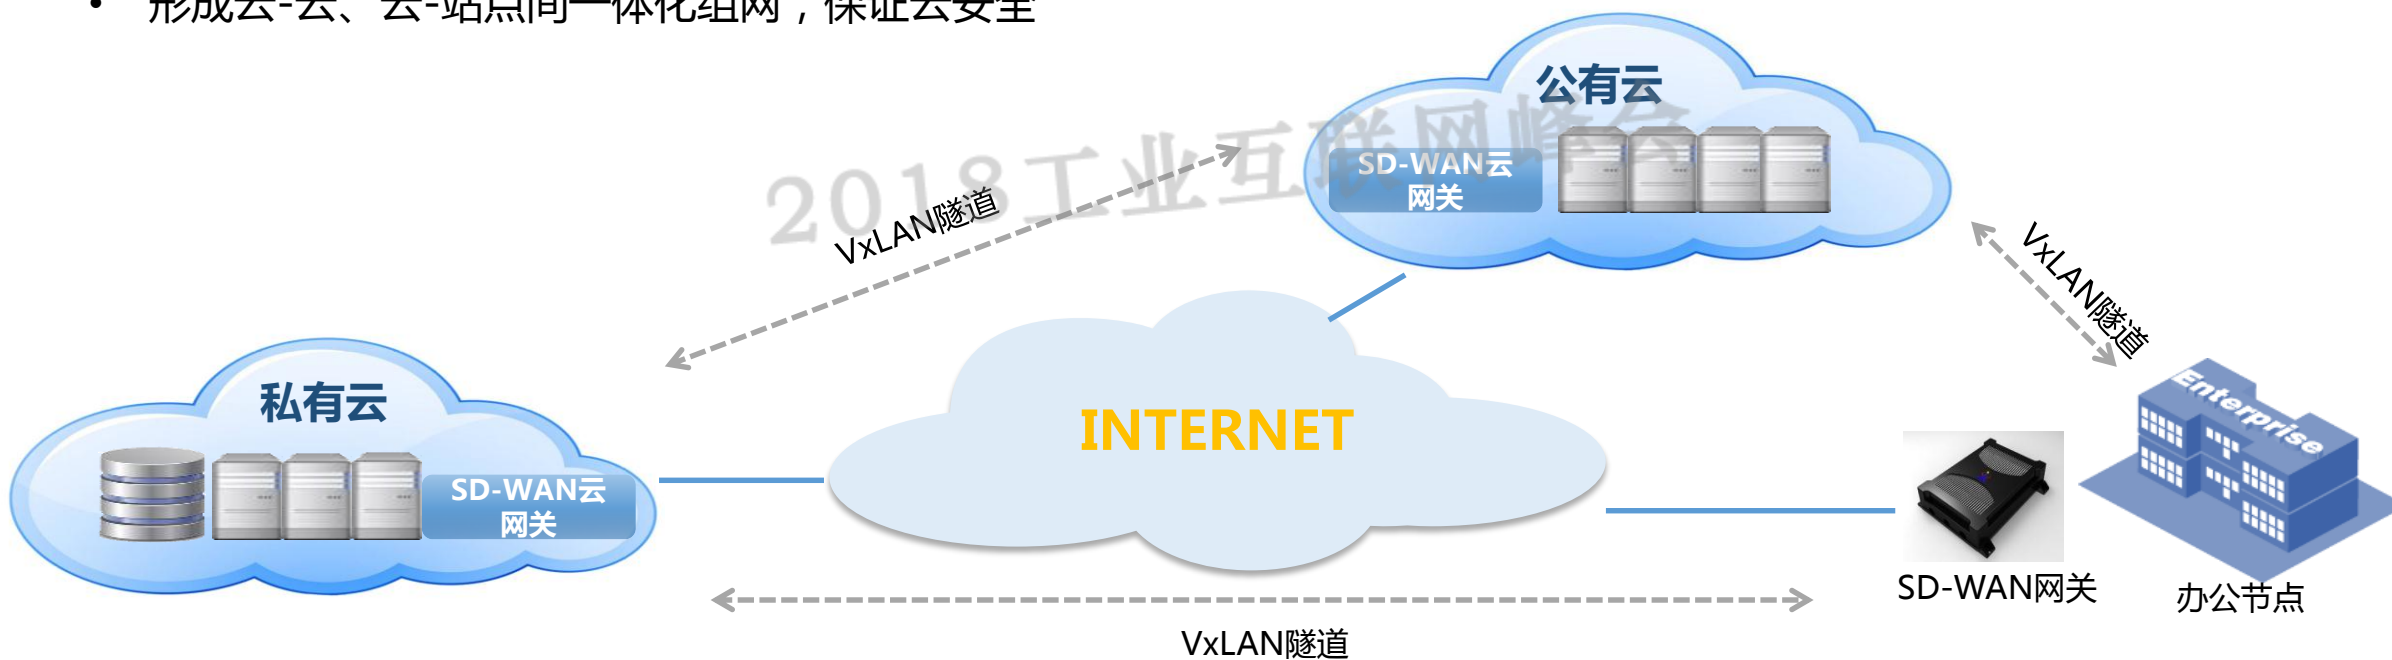 • 形成云-云、云-站点间一体化组网，保证云安全
公有云
2018工业互联网峰会
SD-WAN云
网关
VxLAN隧道
VxLAN隧道
私有云
Enterprise
INTERNET
SD-WAN云
网关
SD-WAN网关
办公节点
VxLAN隧道